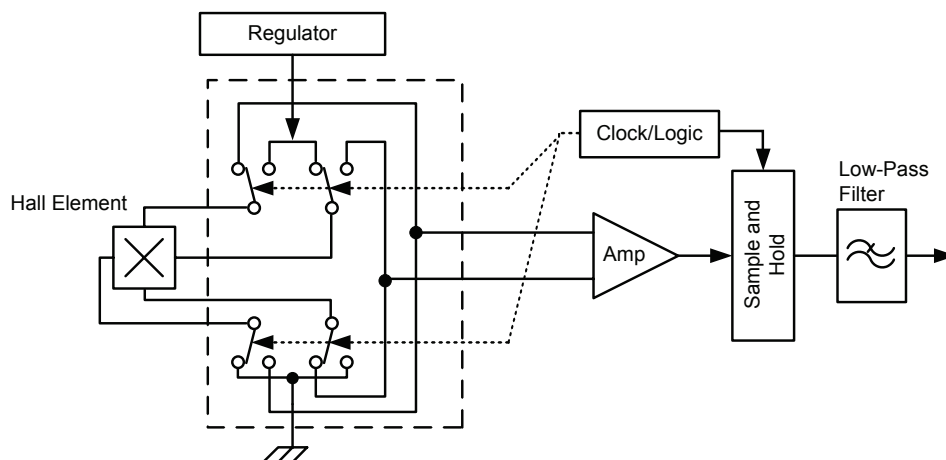 Regulator
Clock/Logic
Low-Pass
Filter
Hall Element
Amp
Sample and
Hold